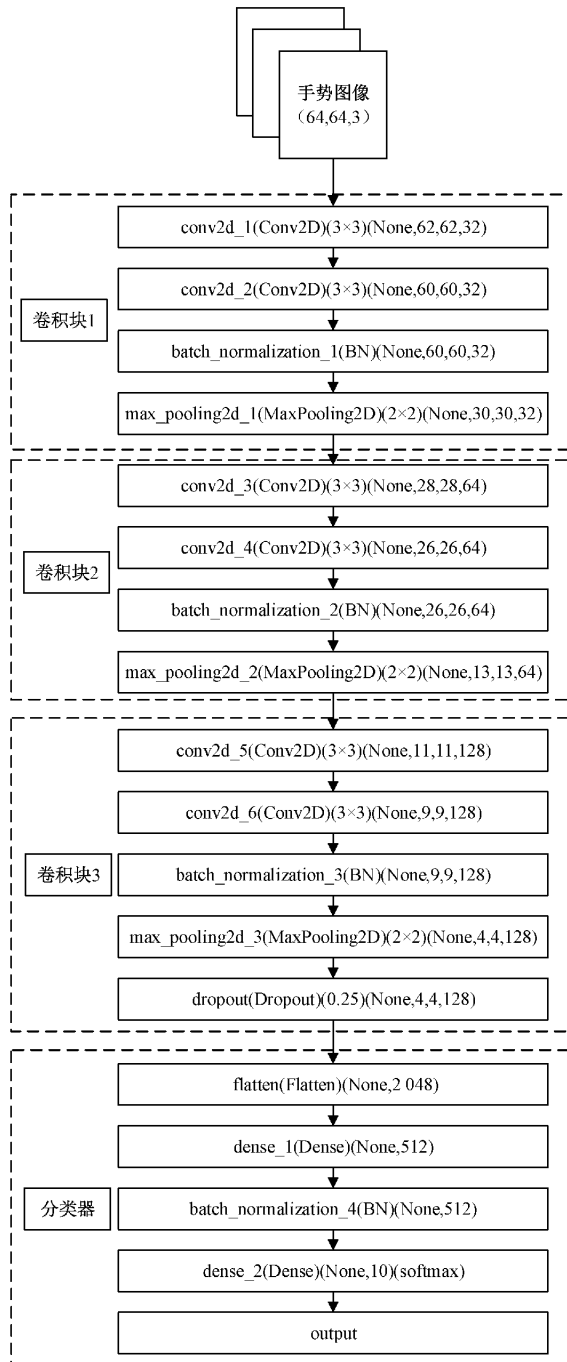 手势图像
（64,64,3）
卷积块1
conv2d_1(Conv2D)(3×3)(None,62,62,32)
conv2d_2(Conv2D)(3×3)(None,60,60,32)
batch_normalization_1(BN)(None,60,60,32)
max_pooling2d_1(MaxPooling2D)(2×2)(None,30,30,32)
卷积块2
conv2d_3(Conv2D)(3×3)(None,28,28,64)
conv2d_4(Conv2D)(3×3)(None,26,26,64)
batch_normalization_2(BN)(None,26,26,64)
max_pooling2d_2(MaxPooling2D)(2×2)(None,13,13,64)
卷积块3
conv2d_5(Conv2D)(3×3)(None,11,11,128)
conv2d_6(Conv2D)(3×3)(None,9,9,128)
batch_normalization_3(BN)(None,9,9,128)
max_pooling2d_3(MaxPooling2D)(2×2)(None,4,4,128)
dropout(Dropout)(0.25)(None,4,4,128)
分类器
flatten(Flatten)(None,2 048)
dense_1(Dense)(None,512)
batch_normalization_4(BN)(None,512)
dense_2(Dense)(None,10)(softmax)
output